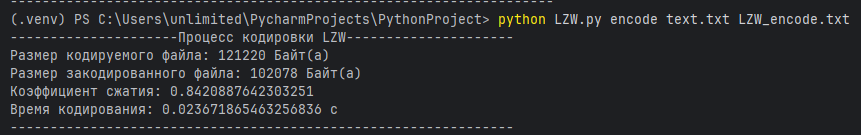 ----------------------------------------------------------------
(.venv) PS C:\Users\unlimited\PycharmProjects\PythonProject> python LZW.py encode text.txt LZW_encode.txt
--------------------Процесс кодировки LZW--------------------
Размер кодируемого файла: 121220 Байт(а)
Размер закодированного файла: 102078 Байт(а)
Коэффициент сжатия: 0.8420887642303251
Время кодирования: 0.023671865463256836 с
------------------------------------------------------------